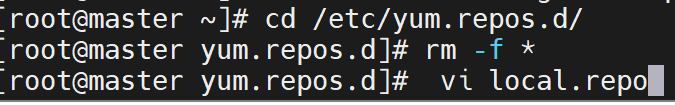 [root@master ~]# cd /etc/yum.repos.d/
[root@master yum.repos.d]# rm -f *
[root@master yum.repos.d]#  vi local.repo